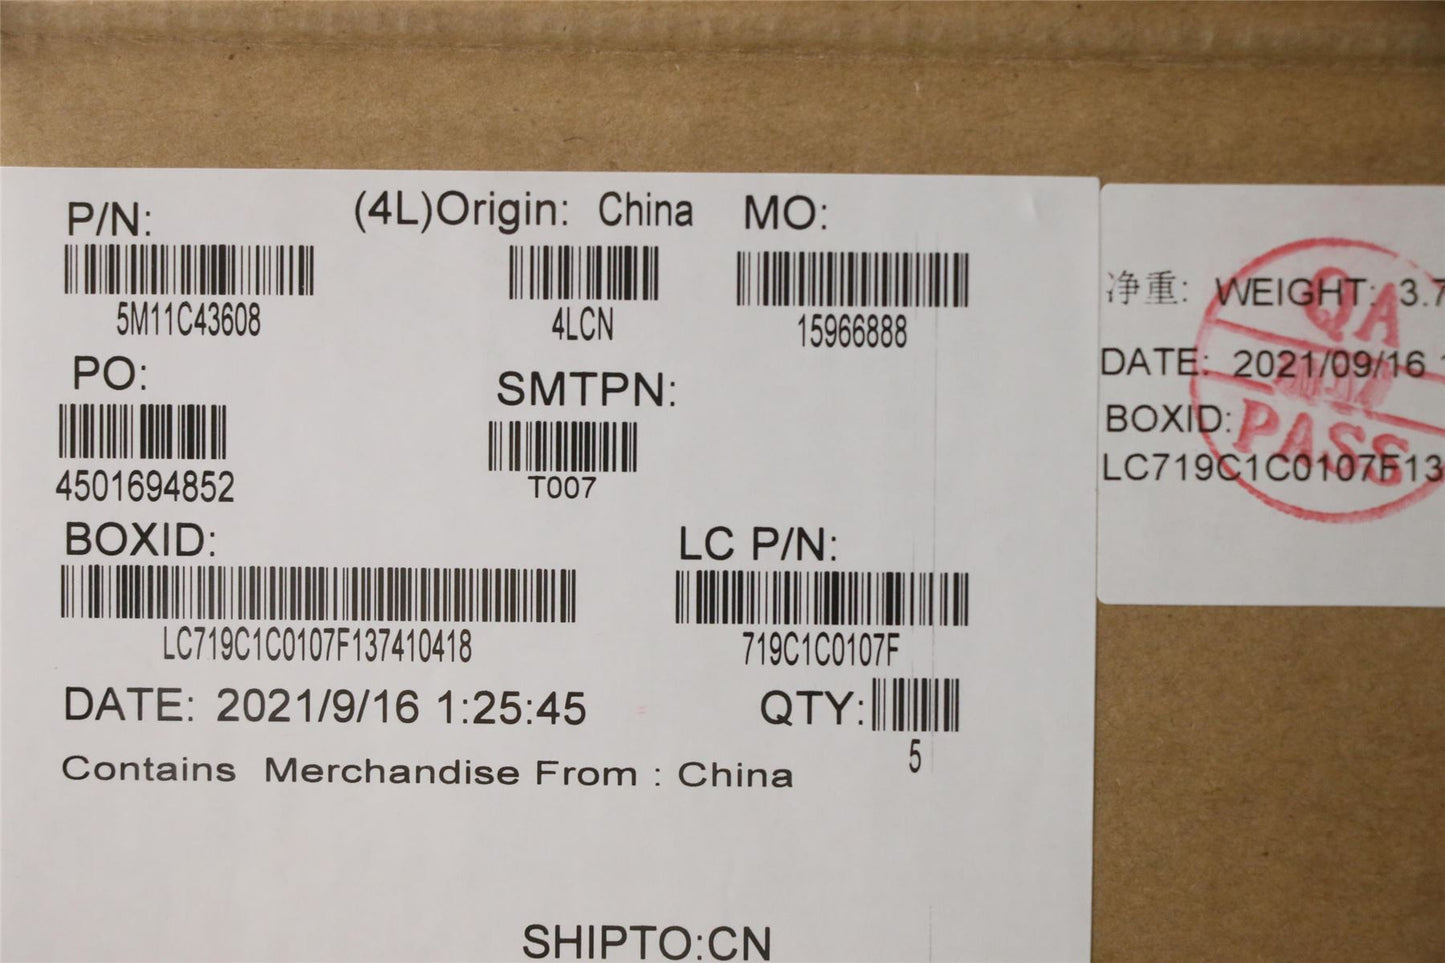 P/N: (4L)Origin: China MO:
5M11C43608 4LCN 15966888
PO: SMTPN:
4501694852 T007
BOXID: LC P/N:
LC719C1C0107F137410418 719C1C0107F
DATE: 2021/9/16 1:25:45 QTY:
5
Contains Merchandise From : China
SHIPTO:CN
净重: WEIGHT: 3.7
DATE: 2021/09/16
BOXID:
LC719C1C0107F13
QA
PASS